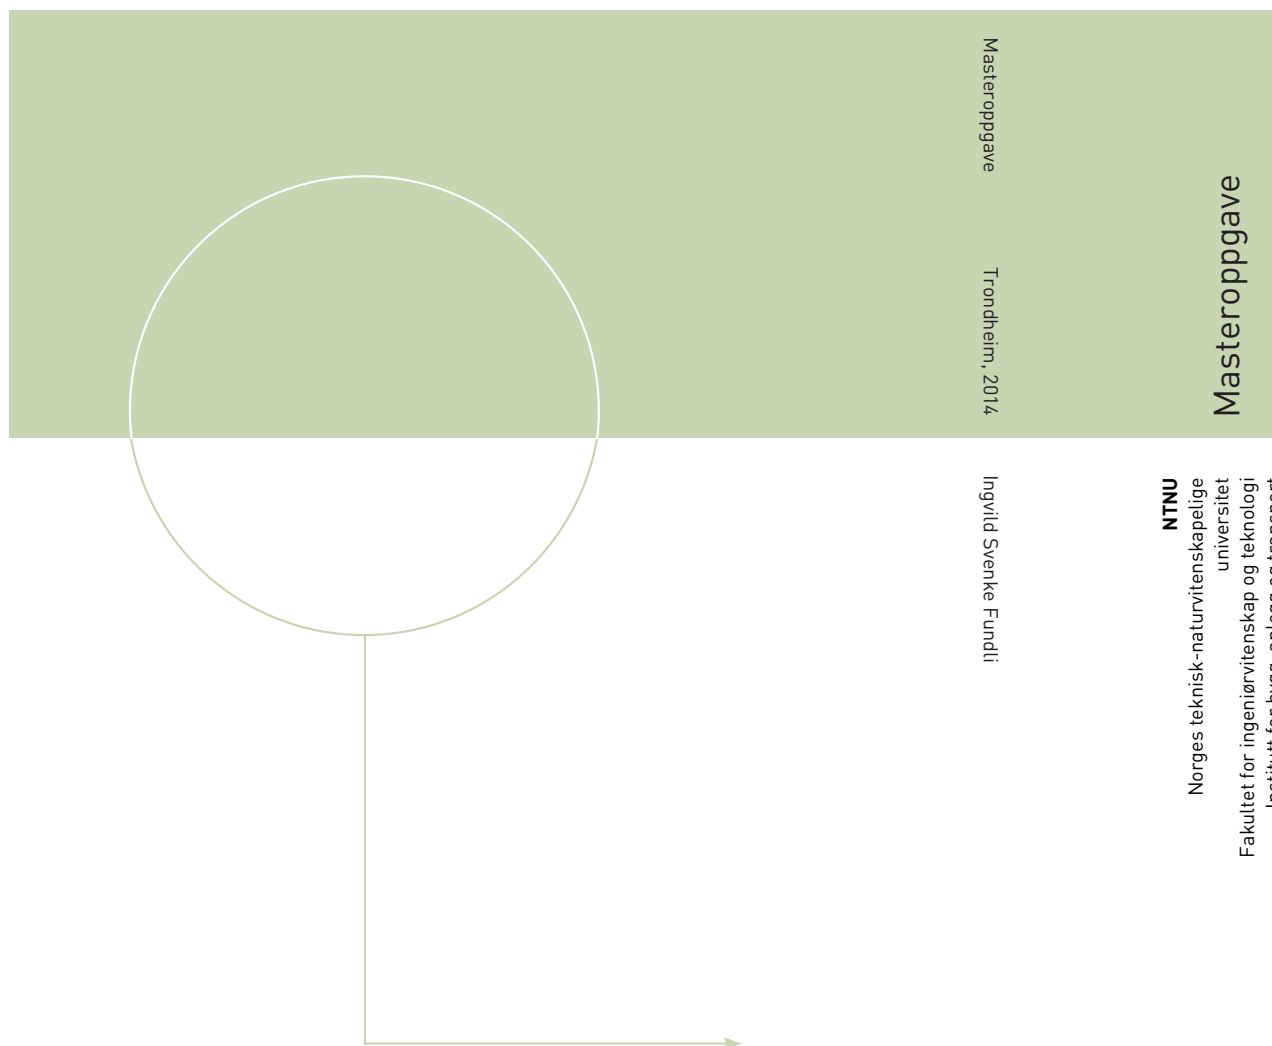 Masteroppgave
Trondheim, 2014
Ingvild Svenke Fundli
Masteroppgave
NTNU
Norges teknisk-naturvitenskapelige
universitet
Fakultet for ingeniørvitenskap og teknologi